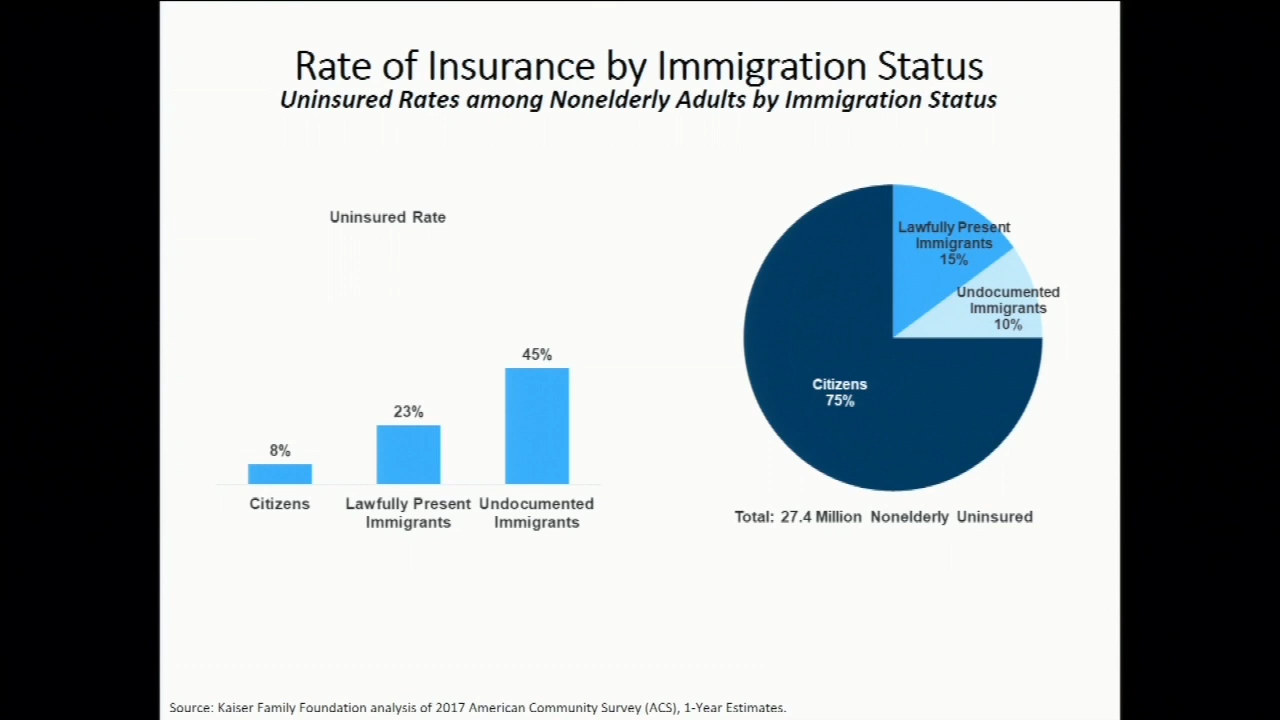 Rate of Insurance by Immigration Status
Uninsured Rates among Nonelderly Adults by Immigration Status
Uninsured Rate
8%
23%
45%
Citizens
Lawfully Present
Immigrants
Undocumented
Immigrants
Lawfully Present
Immigrants
15%
Undocumented
Immigrants
10%
Citizens
75%
Total: 27.4 Million Nonelderly Uninsured
Source: Kaiser Family Foundation analysis of 2017 American Community Survey (ACS), 1-Year Estimates.